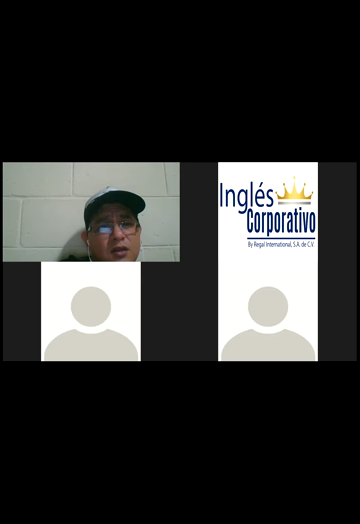 Inglés
Corporativo
By Regal International, S.A. de C.V.